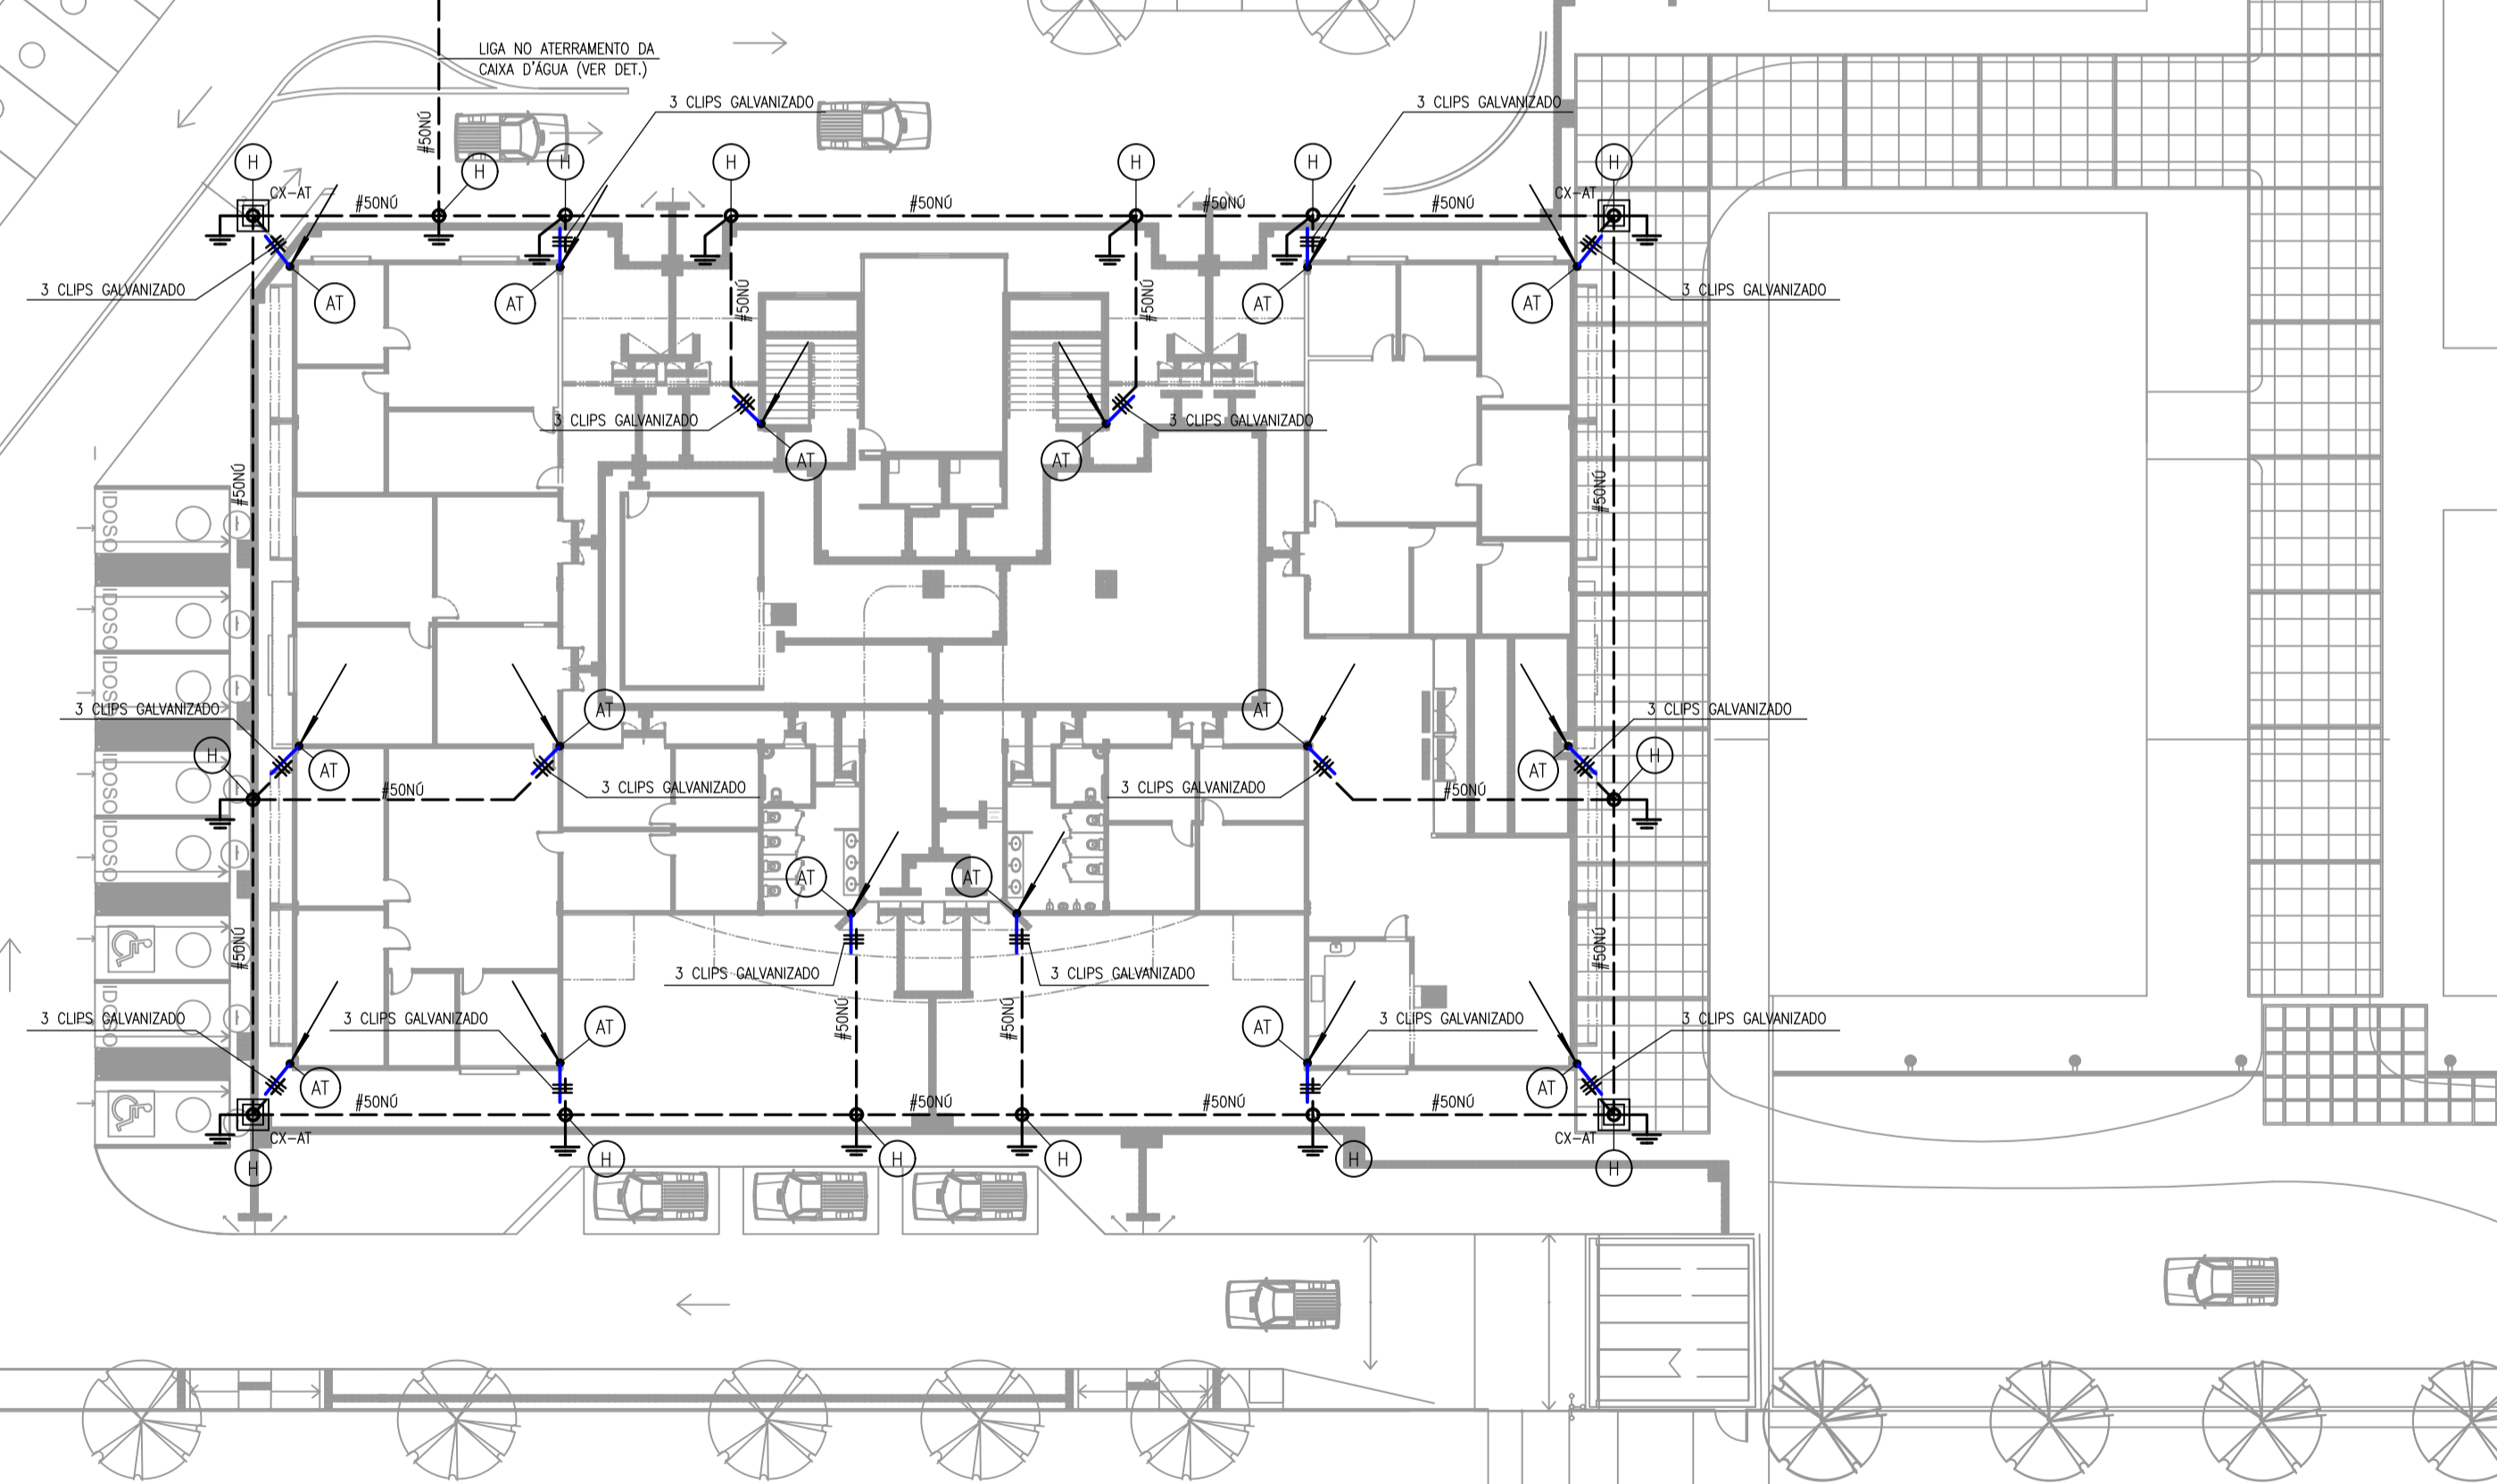 LIGA NO ATERRAMENTO DA
CAIXA D'ÁGUA (VER DET.)
3 CLIPS GALVANIZADO
3 CLIPS GALVANIZADO
#50NÚ
H
H
H
H
H
H
H
CX-AT
#50NÚ
#50NÚ
#50NÚ
#50NÚ
CX-AT
3 CLIPS GALVANIZADO
AT
AT
#50NÚ
#50NÚ
AT
AT
3 CLIPS GALVANIZADO
3 CLIPS GALVANIZADO
3 CLIPS GALVANIZADO
AT
AT
#50NÚ
#50NÚ
IDOSO
IDOSO
IDOSO
3 CLIPS GALVANIZADO
AT
AT
3 CLIPS GALVANIZADO
H
AT
AT
H
#50NÚ
3 CLIPS GALVANIZADO
3 CLIPS GALVANIZADO
#50NÚ
IDOSO
IDOSO
AT
AT
#50NÚ
3 CLIPS GALVANIZADO
3 CLIPS GALVANIZADO
#50NÚ
IDOSO
3 CLIPS GALVANIZADO
3 CLIPS GALVANIZADO
AT
#50NÚ
#50NÚ
AT
3 CLIPS GALVANIZADO
3 CLIPS GALVANIZADO
AT
AT
#50NÚ
#50NÚ
#50NÚ
#50NÚ
CX-AT
CX-AT
H
H
H
H
H
H